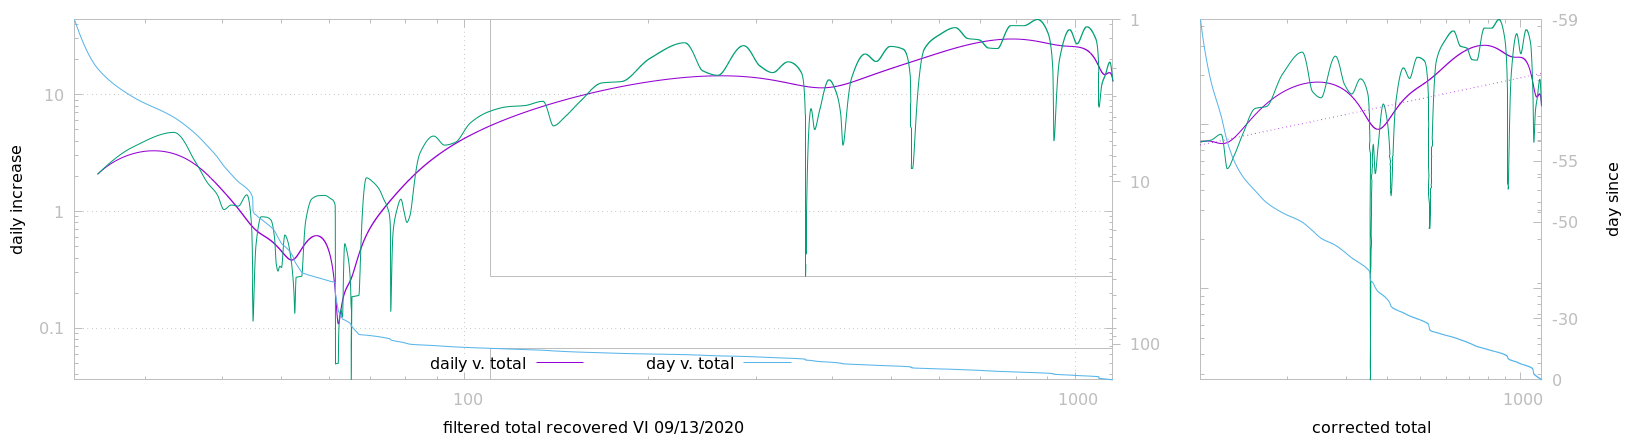 daily increase
10
1
0.1
daily v. total
day v. total
100
1000
filtered total recovered VI 09/13/2020
1
10
100
-59
-55
-50
-30
0
day since
1000
corrected total